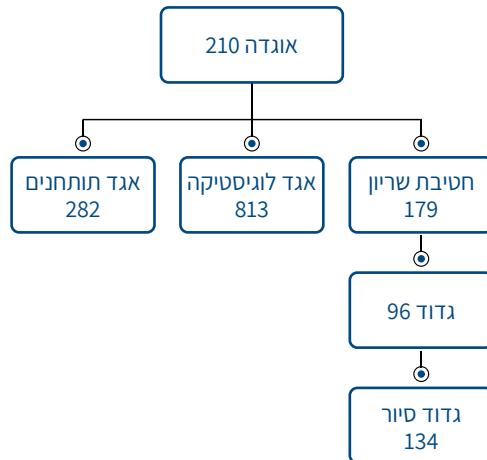 אוגדה 210
חטיבת שריון
179
אגד לוגיסטיקה
813
אגד תותחנים
282
גדוד 96
גדוד סיור
134